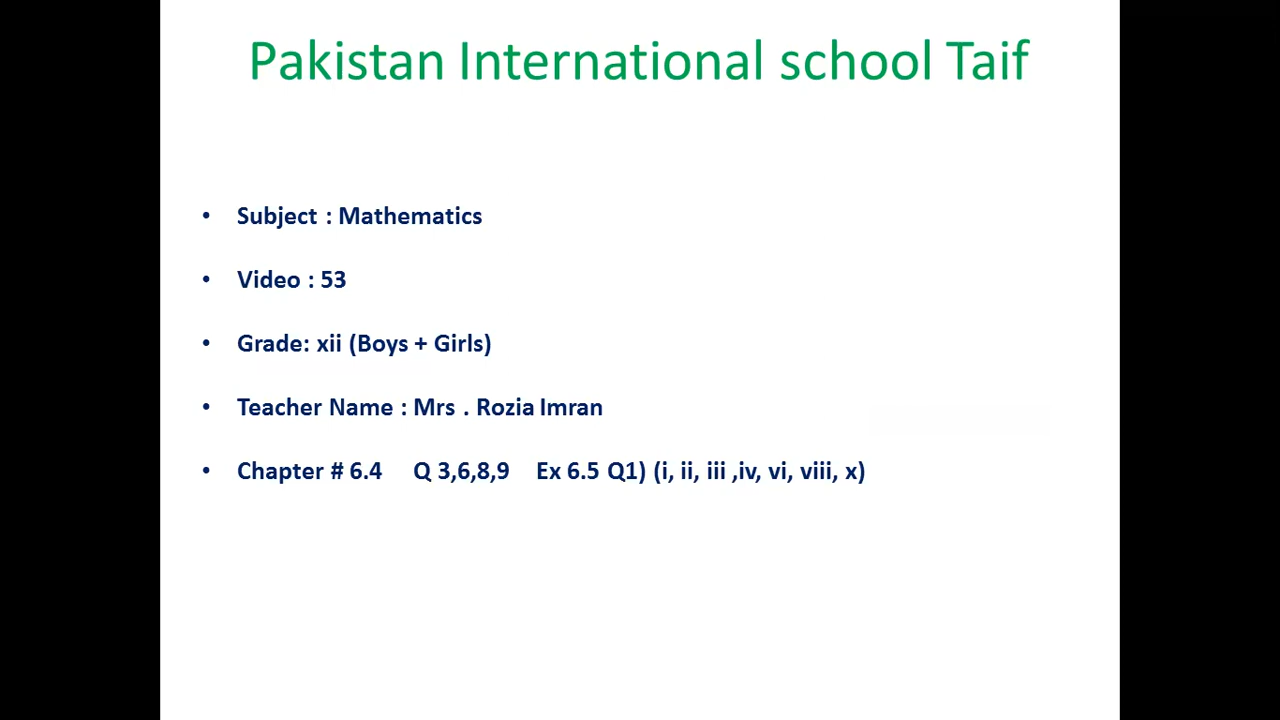 Pakistan International school Taif
• Subject : Mathematics
• Video : 53
• Grade: xii (Boys + Girls)
• Teacher Name : Mrs . Rozia Imran
• Chapter # 6.4 Q 3,6,8,9 Ex 6.5 Q1) (i, ii, iii ,iv, vi, viii, x)